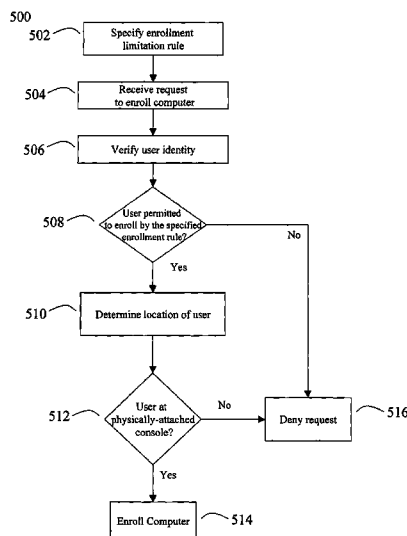 500
502
Specify enrollment
limitation rule
504
Receive request
to enroll computer
506
Verify user identity
508
User permitted
to enroll by the specified
enrollment rule?
No
Yes
510
Determine location of user
512
User at
physically-attached
console?
No
Deny request
516
Yes
Enroll Computer
514